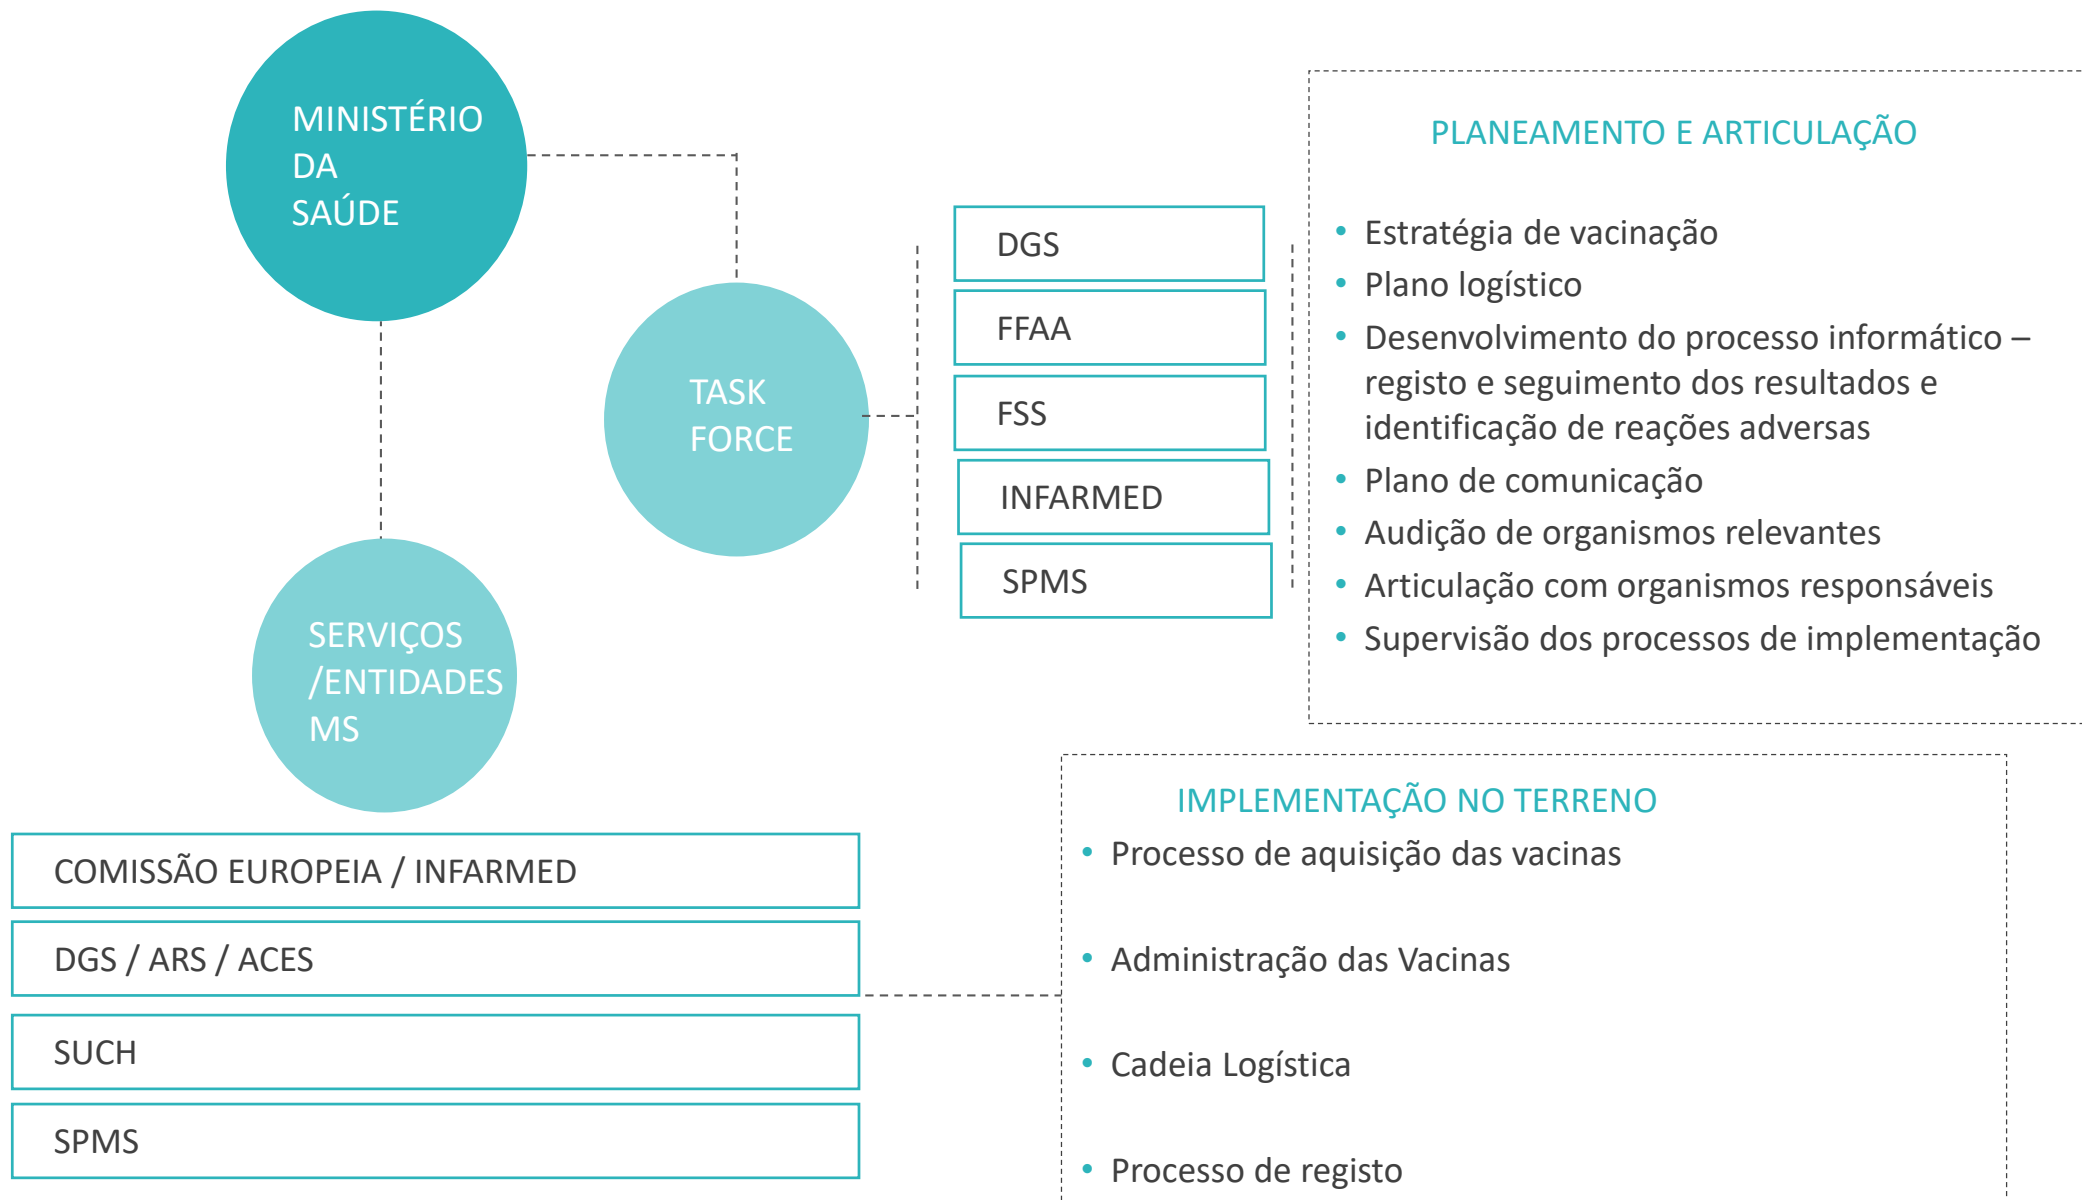 MINISTÉRIO
DA
SAÚDE
TASK
FORCE
SERVIÇOS
/ENTIDADES
MS
DGS
FFAA
FSS
INFARMED
SPMS
PLANEAMENTO E ARTICULAÇÃO
• Estratégia de vacinação
• Plano logístico
• Desenvolvimento do processo informático –
registo e seguimento dos resultados e
identificação de reações adversas
• Plano de comunicação
• Audição de organismos relevantes
• Articulação com organismos responsáveis
• Supervisão dos processos de implementação
COMISSÃO EUROPEIA / INFARMED
DGS / ARS / ACES
SUCH
SPMS
IMPLEMENTAÇÃO NO TERRENO
• Processo de aquisição das vacinas
• Administração das Vacinas
• Cadeia Logística
• Processo de registo